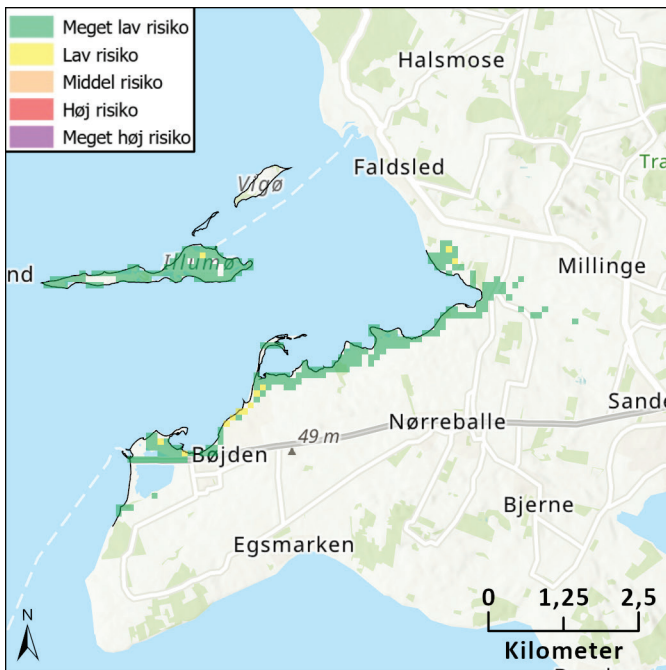 Meget lav risiko
Lav risiko
Middel risiko
Høj risiko
Meget høj risiko
Halsmose
Faldsled
Tra
Vigø
Illumø
nd
Millinge
Sande
Nørreballe
49 m
Bøjden
Bjerne
Egsmarken
N
0 1,25 2,5
Kilometer